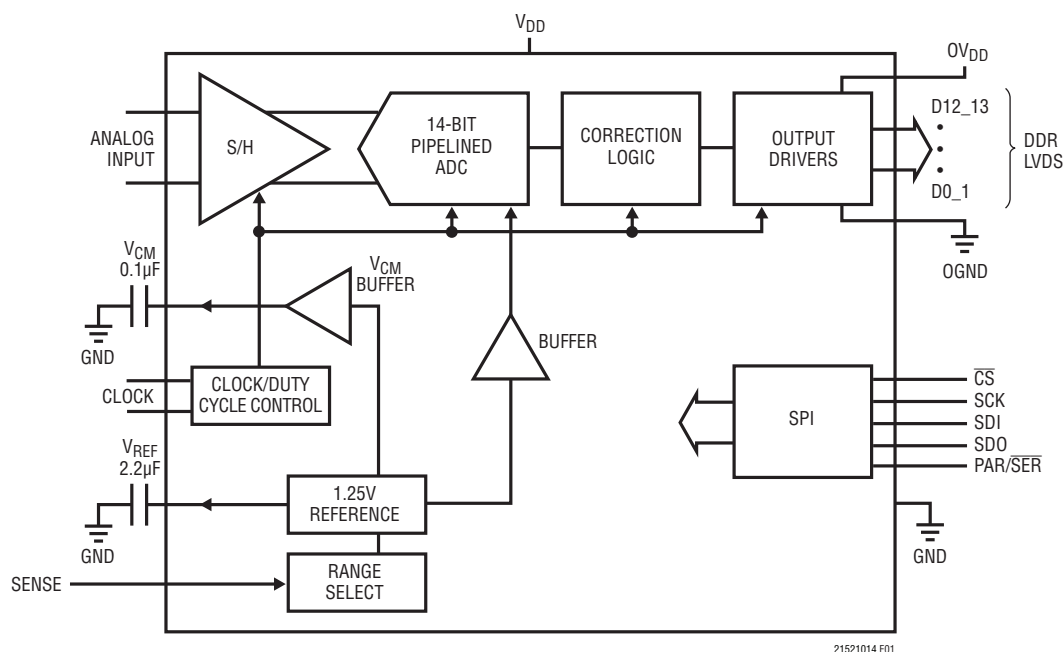 VDD
OVDD
ANALOG
INPUT
S/H
14-BIT
PIPELINED
ADC
CORRECTION
LOGIC
OUTPUT
DRIVERS
D12_13
•
•
•
D0_1
DDR
LVDS
OGND
VCM
0.1µF
GND
VCM
BUFFER
BUFFER
CLOCK
CLOCK/DUTY
CYCLE CONTROL
VREF
2.2µF
GND
1.25V
REFERENCE
SENSE
RANGE
SELECT
SPI
C̅S̅
SCK
SDI
SDO
PAR/S̅E̅R̅
GND
21521014 F01